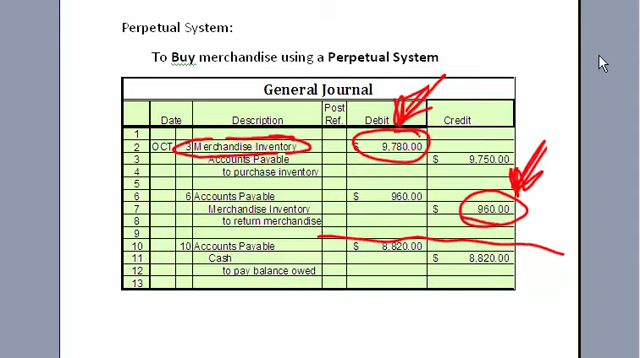 Perpetual System:
To Buy merchandise using a Perpetual System
General Journal
Date Description Post Ref. Debit Credit
1
2 OCT 3 Merchandise Inventory $ 9,780.00
3 Accounts Payable $ 9,750.00
4 to purchase inventory
5
6 6 Accounts Payable $ 960.00
7 Merchandise Inventory $ 960.00
8 to return merchandise
9
10 10 Accounts Payable $ 8,820.00
11 Cash $ 8,820.00
12 to pay balance owed
13